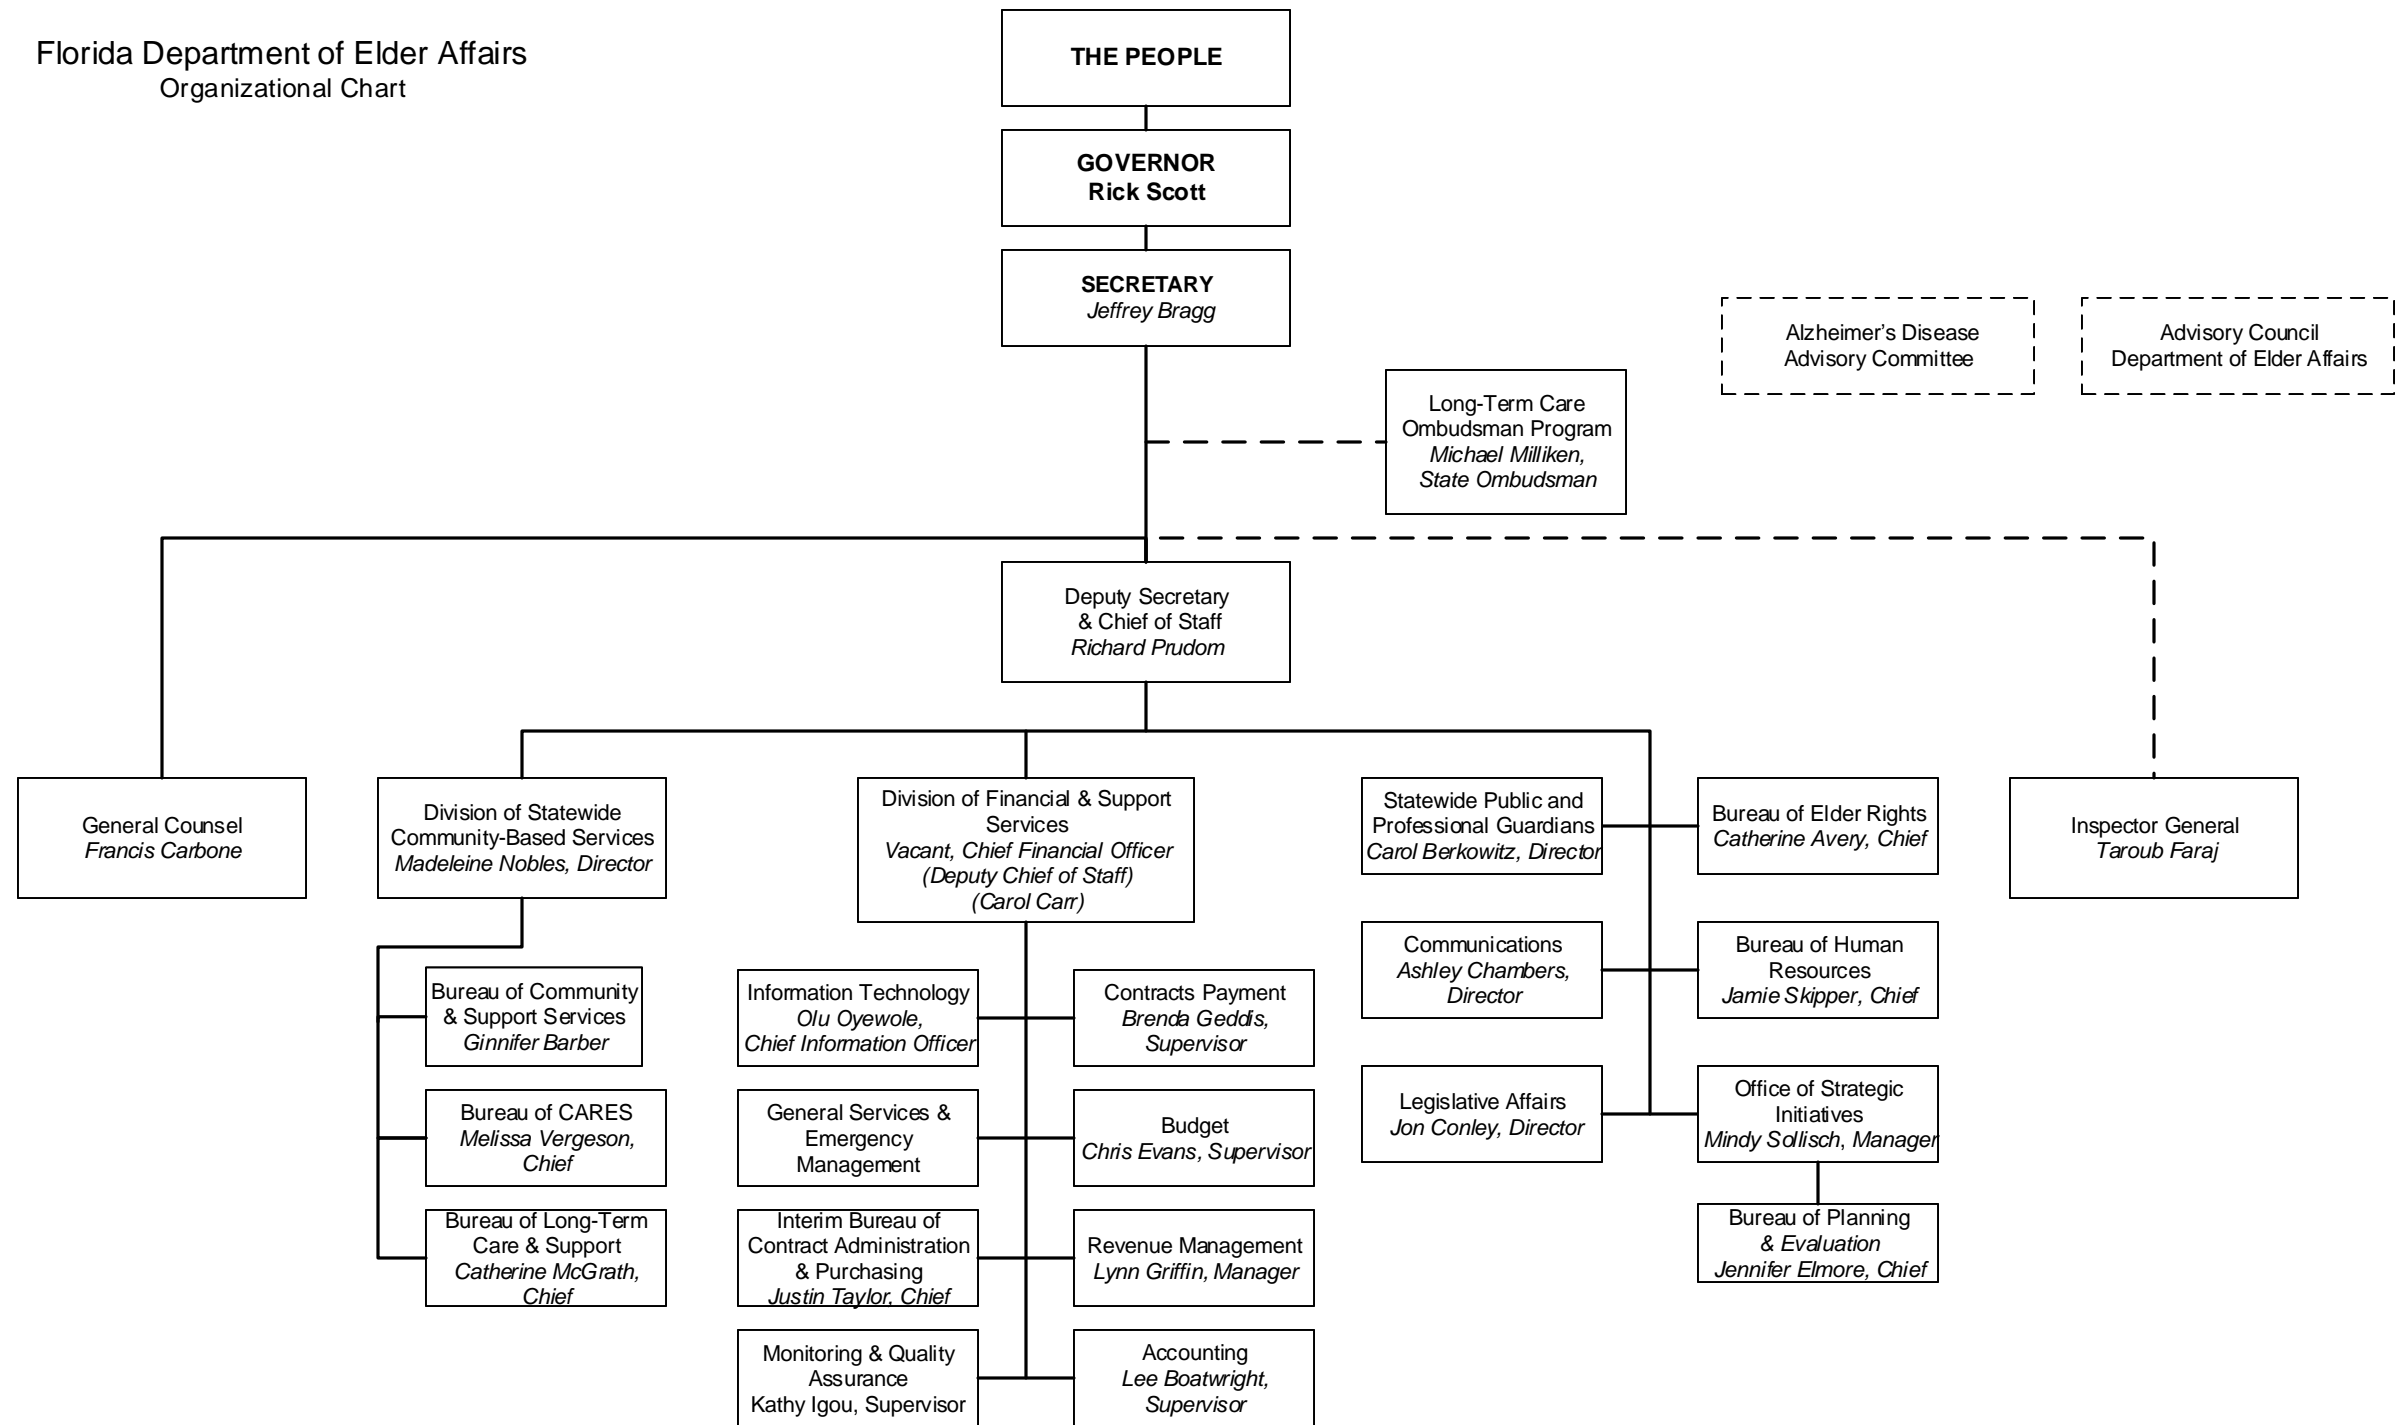 Florida Department of Elder Affairs
Organizational Chart
THE PEOPLE
GOVERNOR
Rick Scott
SECRETARY
Jeffrey Bragg
Alzheimer's Disease
Advisory Committee
Advisory Council
Department of Elder Affairs
Long-Term Care
Ombudsman Program
Michael Milliken,
State Ombudsman
Deputy Secretary
& Chief of Staff
Richard Prudom
General Counsel
Francis Carbone
Division of Statewide
Community-Based Services
Madeleine Nobles, Director
Bureau of Community
& Support Services
Ginnifer Barber
Bureau of CARES
Melissa Vergeson,
Chief
Bureau of Long-Term
Care & Support
Catherine McGrath,
Chief
Division of Financial & Support
Services
Vacant, Chief Financial Officer
(Deputy Chief of Staff)
(Carol Carr)
Information Technology
Olu Oyewole,
Chief Information Officer
Contracts Payment
Brenda Geddis,
Supervisor
General Services &
Emergency
Management
Budget
Chris Evans, Supervisor
Interim Bureau of
Contract Administration
& Purchasing
Justin Taylor, Chief
Revenue Management
Lynn Griffin, Manager
Monitoring & Quality
Assurance
Kathy Igou, Supervisor
Accounting
Lee Boatwright,
Supervisor
Statewide Public and
Professional Guardians
Carol Berkowitz, Director
Bureau of Elder Rights
Catherine Avery, Chief
Communications
Ashley Chambers,
Director
Bureau of Human
Resources
Jamie Skipper, Chief
Legislative Affairs
Jon Conley, Director
Office of Strategic
Initiatives
Mindy Sollisch, Manager
Bureau of Planning
& Evaluation
Jennifer Elmore, Chief
Inspector General
Taroub Faraj